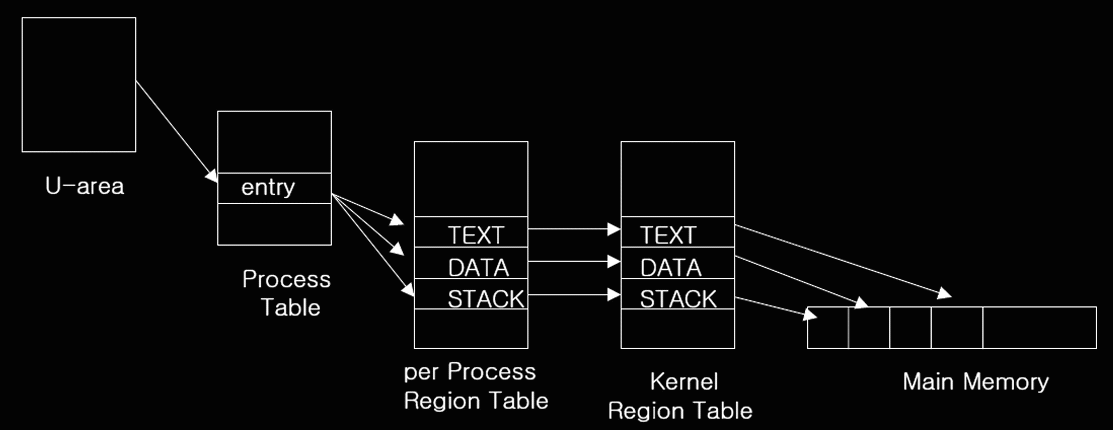 U-area
entry
Process
Table
TEXT
DATA
STACK
per Process
Region Table
TEXT
DATA
STACK
Kernel
Region Table
Main Memory